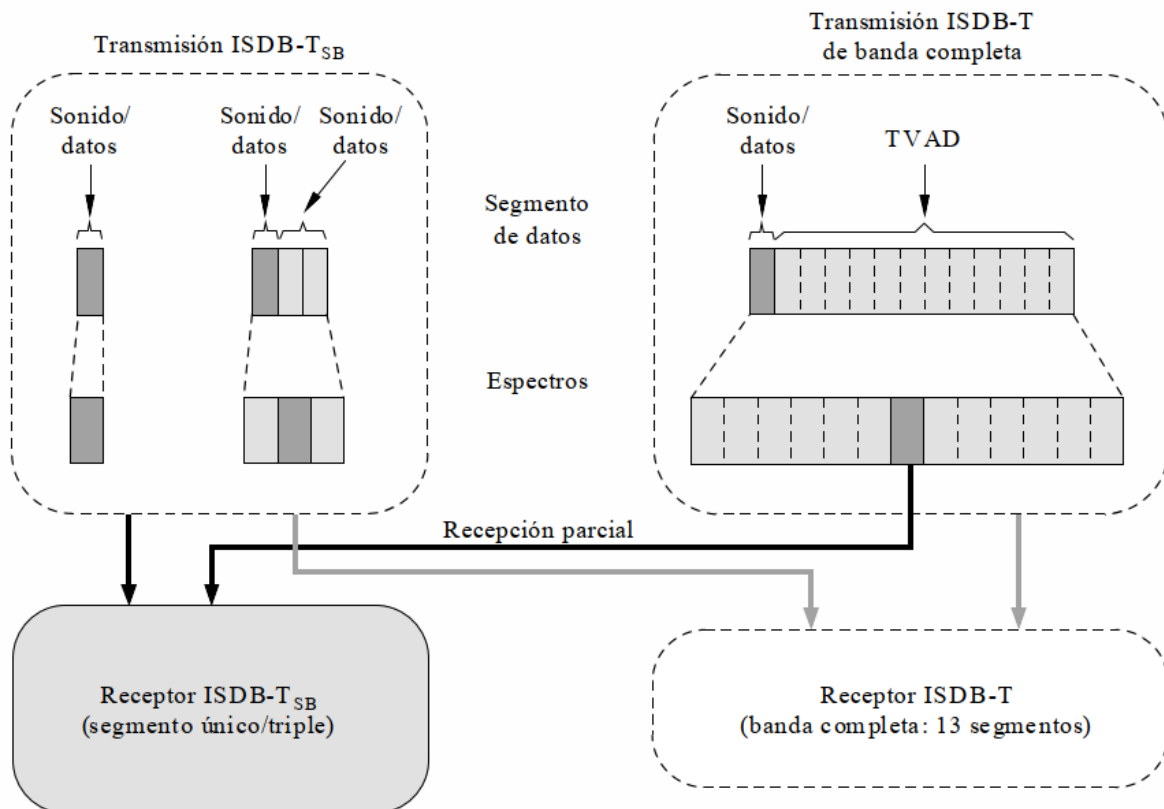 Transmisión ISDB-TSB
Transmisión ISDB-T
de banda completa
Sonido/
datos
Sonido/
datos
Sonido/
datos
Sonido/
datos
TVAD
Segmento
de datos
Espectros
Recepción parcial
Receptor ISDB-TSB
(segmento único/triple)
Receptor ISDB-T
(banda completa: 13 segmentos)